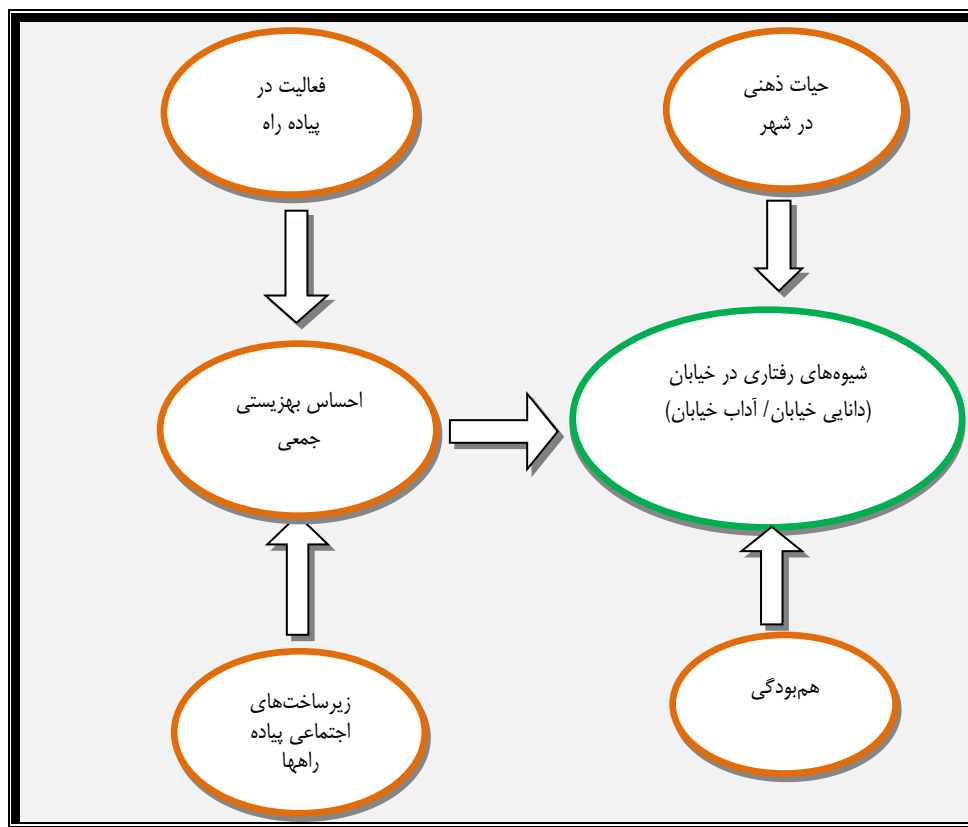 حیات ذهنی
در شهر
فعالیت در
پیاده راه
شیوه‌های رفتاری در خیابان
(دانایی خیابان/ آداب خیابان)
احساس بهزیستی
جمعی
هم‌بودگی
زیرساخت‌های
اجتماعی پیاده
راهها